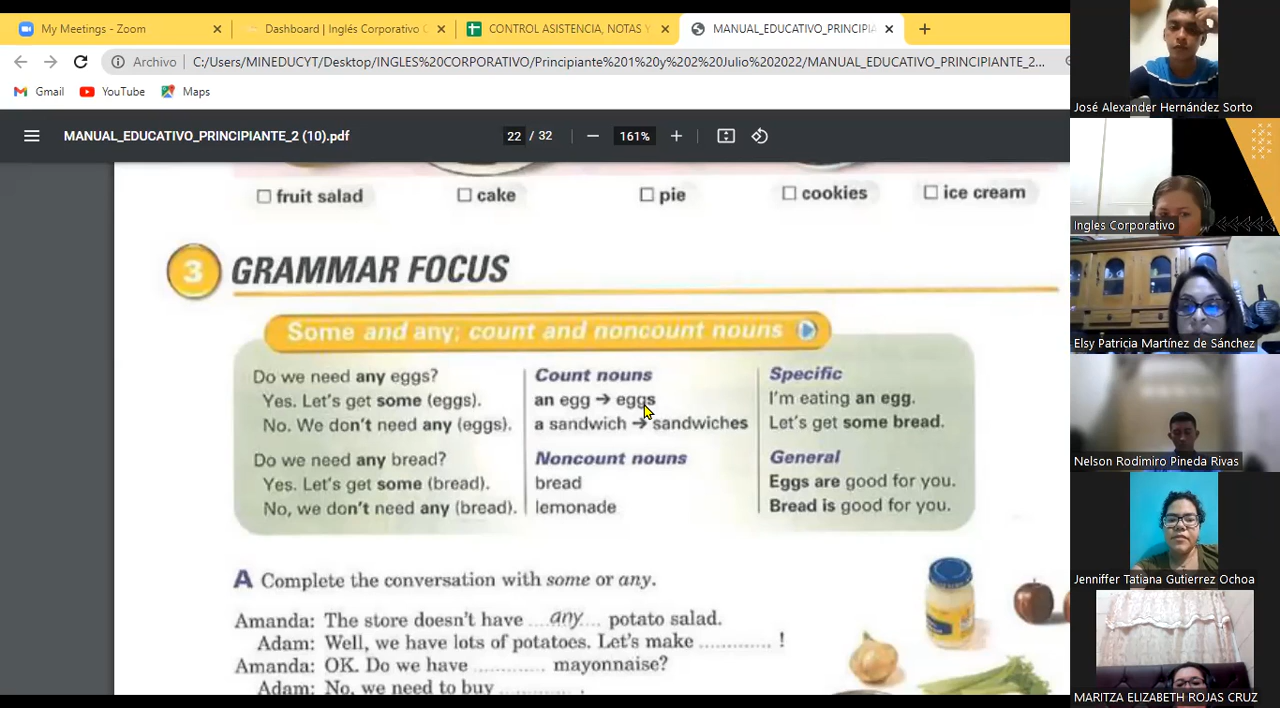 My Meetings - Zoom
Dashboard | Inglés Corporativo
CONTROL ASISTENCIA, NOTAS Y
MANUAL_EDUCATIVO_PRINCIPIA
Archivo
C:/Users/MINEDUCYT/Desktop/INGLES%20CORPORATIVO/Principiante%201%20y%202%20Julio%202022/MANUAL_EDUCATIVO_PRINCIPIANTE_2...
Gmail
YouTube
Maps
MANUAL_EDUCATIVO_PRINCIPIANTE_2 (10).pdf
22 / 32
161%
fruit salad
cake
pie
cookies
ice cream
3 GRAMMAR FOCUS
Some and any; count and noncount nouns
Do we need any eggs?
Yes. Let's get some (eggs).
No. We don't need any (eggs).
Do we need any bread?
Yes. Let's get some (bread).
No, we don't need any (bread).
Count nouns
an egg → eggs
a sandwich → sandwiches
Noncount nouns
bread
lemonade
Specific
I'm eating an egg.
Let's get some bread.
General
Eggs are good for you.
Bread is good for you.
A Complete the conversation with some or any.
Amanda: The store doesn't have ....any.... potato salad.
Adam: Well, we have lots of potatoes. Let's make ............ !
Amanda: OK. Do we have ............ mayonnaise?
Adam: No, we need to buy ............ .
José Alexander Hernández Sorto
Ingles Corporativo
Elsy Patricia Martínez de Sánchez
Nelson Rodimiro Pineda Rivas
Jenniffer Tatiana Gutierrez Ochoa
MARITZA ELIZABETH ROJAS CRUZ